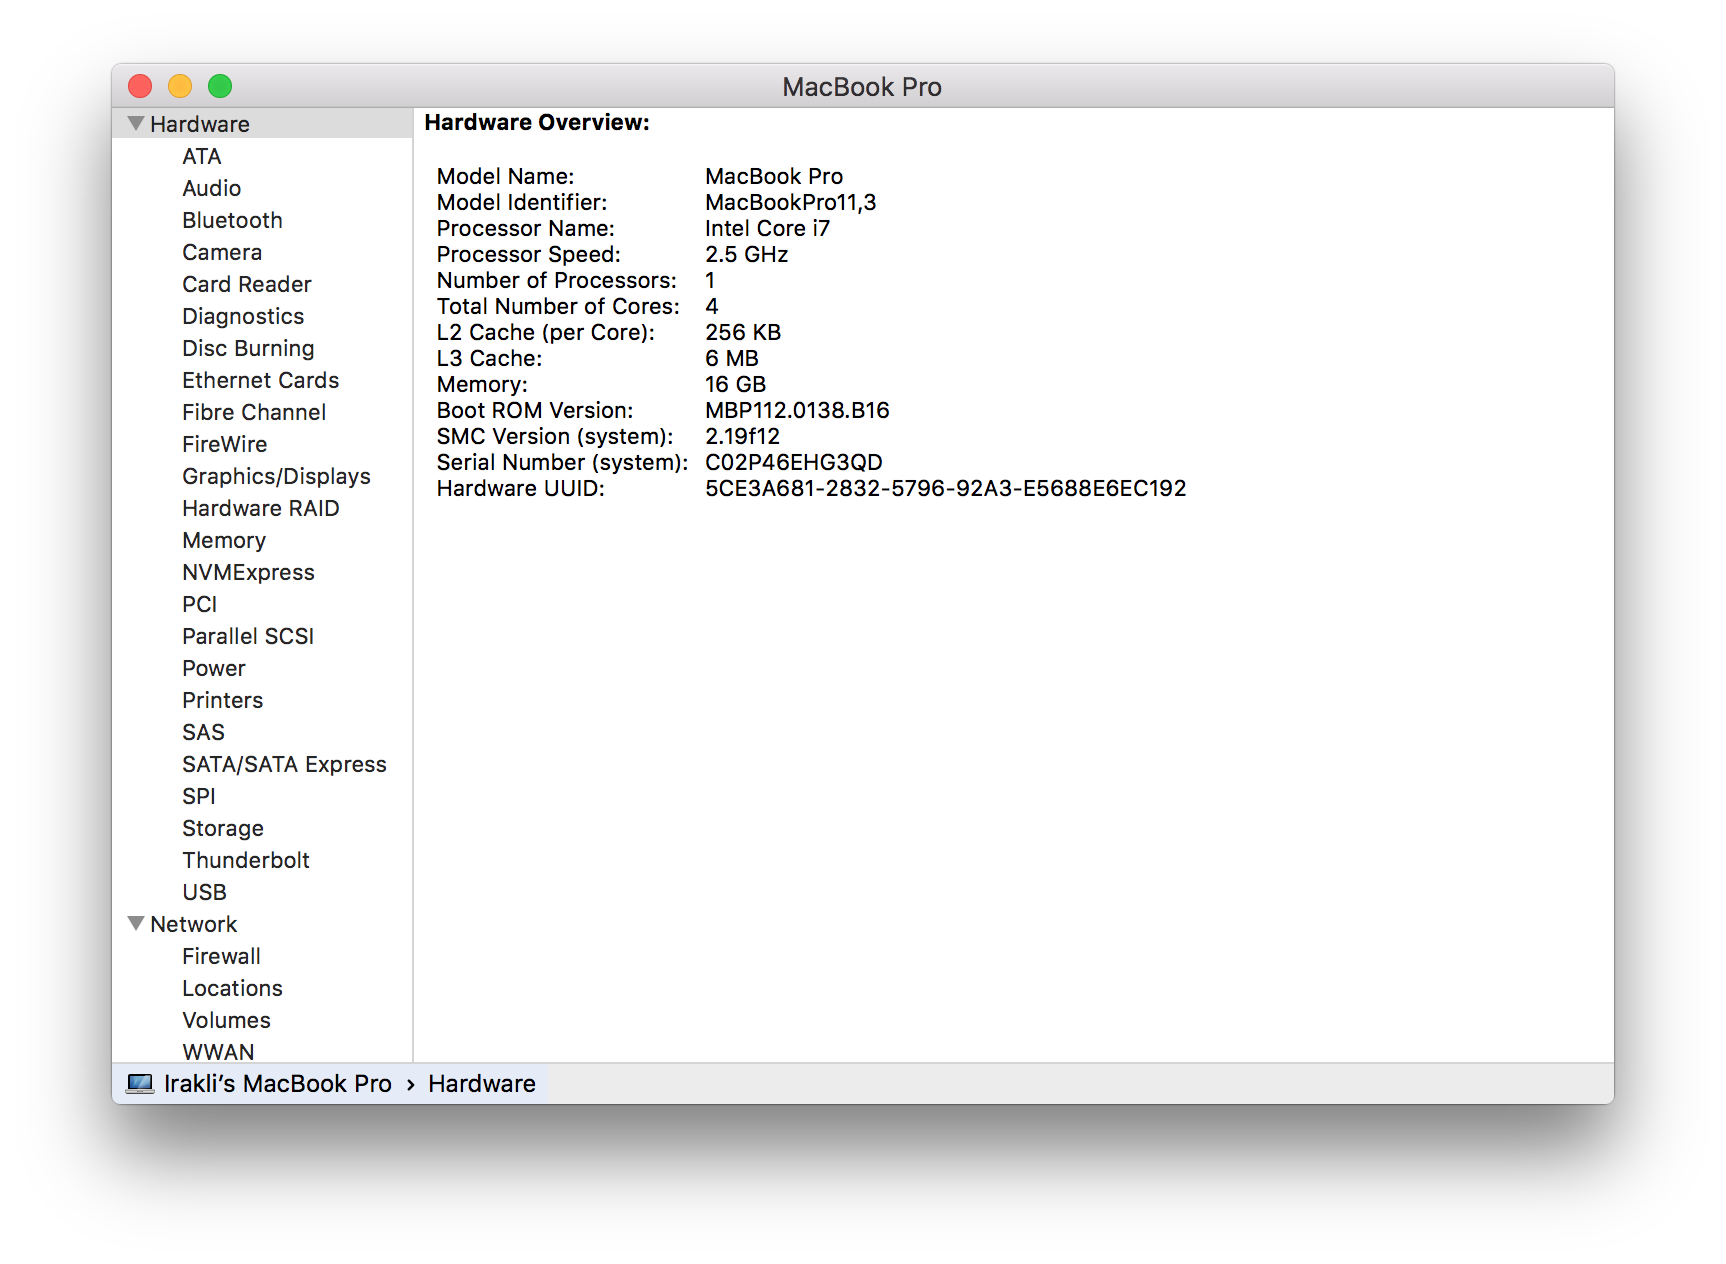 MacBook Pro
Hardware
ATA
Audio
Bluetooth
Camera
Card Reader
Diagnostics
Disc Burning
Ethernet Cards
Fibre Channel
FireWire
Graphics/Displays
Hardware RAID
Memory
NVMExpress
PCI
Parallel SCSI
Power
Printers
SAS
SATA/SATA Express
SPI
Storage
Thunderbolt
USB
Network
Firewall
Locations
Volumes
WWAN
Hardware Overview:
Model Name: MacBook Pro
Model Identifier: MacBookPro11,3
Processor Name: Intel Core i7
Processor Speed: 2.5 GHz
Number of Processors: 1
Total Number of Cores: 4
L2 Cache (per Core): 256 KB
L3 Cache: 6 MB
Memory: 16 GB
Boot ROM Version: MBP112.0138.B16
SMC Version (system): 2.19f12
Serial Number (system): C02P46EHG3QD
Hardware UUID: 5CE3A681-2832-5796-92A3-E5688E6EC192
Irakli’s MacBook Pro › Hardware